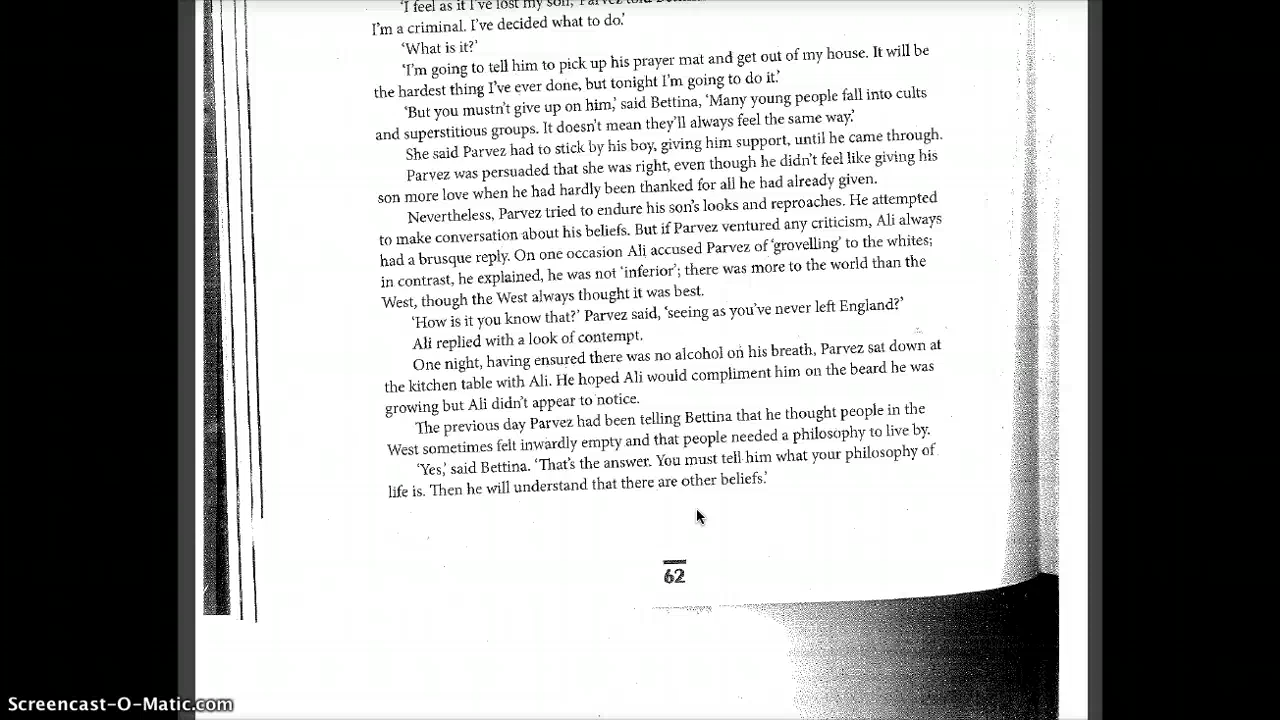 'I feel as if I've lost my son,' Parvez told
I'm a criminal. I've decided what to do.'
'What is it?'
'I'm going to tell him to pick up his prayer mat and get out of my house. It will be
the hardest thing I've ever done, but tonight I'm going to do it.'
'But you mustn't give up on him,' said Bettina, 'Many young people fall into cults
and superstitious groups. It doesn't mean they'll always feel the same way.'
She said Parvez had to stick by his boy, giving him support, until he came through.
Parvez was persuaded that she was right, even though he didn't feel like giving his
son more love when he had hardly been thanked for all he had already given.
Nevertheless, Parvez tried to endure his son's looks and reproaches. He attempted
to make conversation about his beliefs. But if Parvez ventured any criticism, Ali always
had a brusque reply. On one occasion Ali accused Parvez of 'grovelling' to the whites;
in contrast, he explained, he was not 'inferior'; there was more to the world than the
West, though the West always thought it was best.
'How is it you know that?' Parvez said, 'seeing as you've never left England?'
Ali replied with a look of contempt.
One night, having ensured there was no alcohol on his breath, Parvez sat down at
the kitchen table with Ali. He hoped Ali would compliment him on the beard he was
growing but Ali didn't appear to notice.
The previous day Parvez had been telling Bettina that he thought people in the
West sometimes felt inwardly empty and that people needed a philosophy to live by.
'Yes,' said Bettina. 'That's the answer. You must tell him what your philosophy of
life is. Then he will understand that there are other beliefs.'
62
Screencast-O-Matic.com